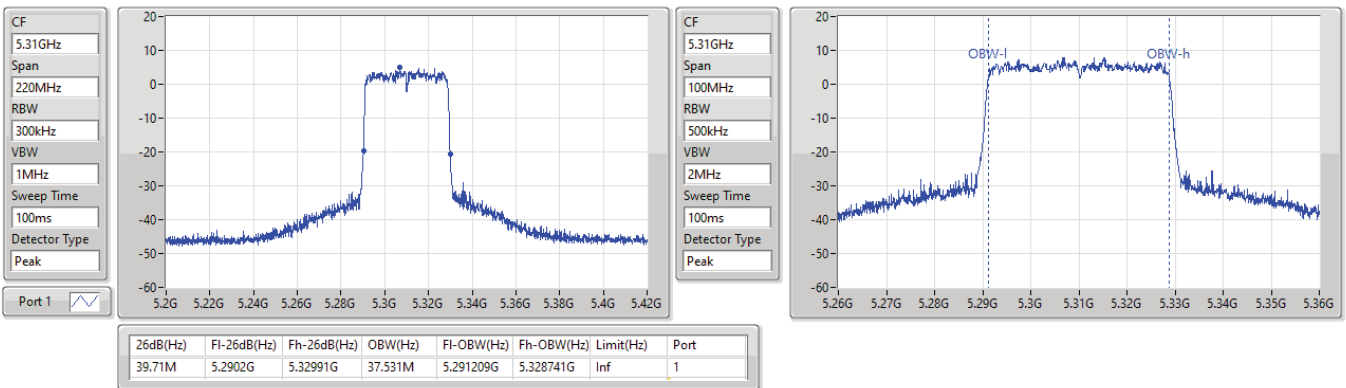 CF
5.31GHz
Span
220MHz
RBW
300kHz
VBW
1MHz
Sweep Time
100ms
Detector Type
Peak
Port 1
20
10
0
-10
-20
-30
-40
-50
-60
5.2G 5.22G 5.24G 5.26G 5.28G 5.3G 5.32G 5.34G 5.36G 5.38G 5.4G 5.42G
CF
5.31GHz
Span
100MHz
RBW
500kHz
VBW
2MHz
Sweep Time
100ms
Detector Type
Peak
20
10
0
-10
-20
-30
-40
-50
-60
OBW-l OBW-h
5.26G 5.27G 5.28G 5.29G 5.3G 5.31G 5.32G 5.33G 5.34G 5.35G 5.36G
26dB(Hz) Fl-26dB(Hz) Fh-26dB(Hz) OBW(Hz) Fl-OBW(Hz) Fh-OBW(Hz) Limit(Hz) Port
39.71M 5.2902G 5.32991G 37.531M 5.291209G 5.328741G Inf 1